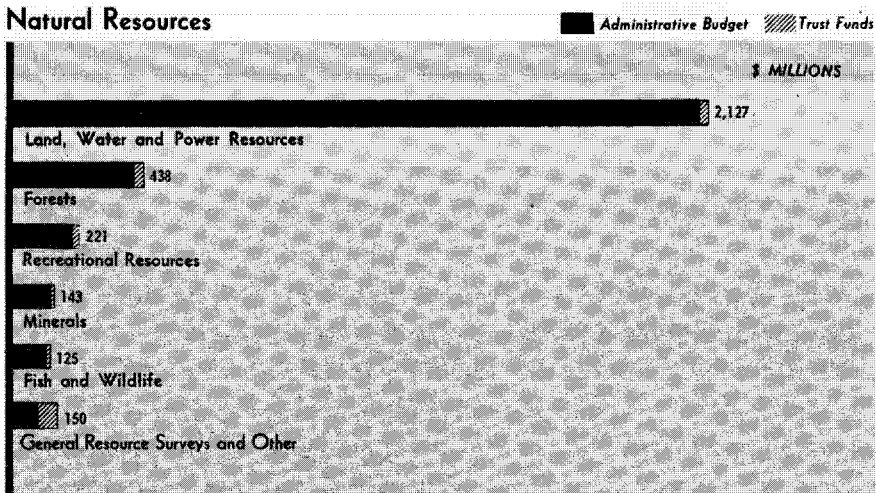 Natural Resources
Administrative Budget Trust Funds
$ MILLIONS
2,127
Land, Water and Power Resources
438
Forests
221
Recreational Resources
143
Minerals
125
Fish and Wildlife
150
General Resource Surveys and Other